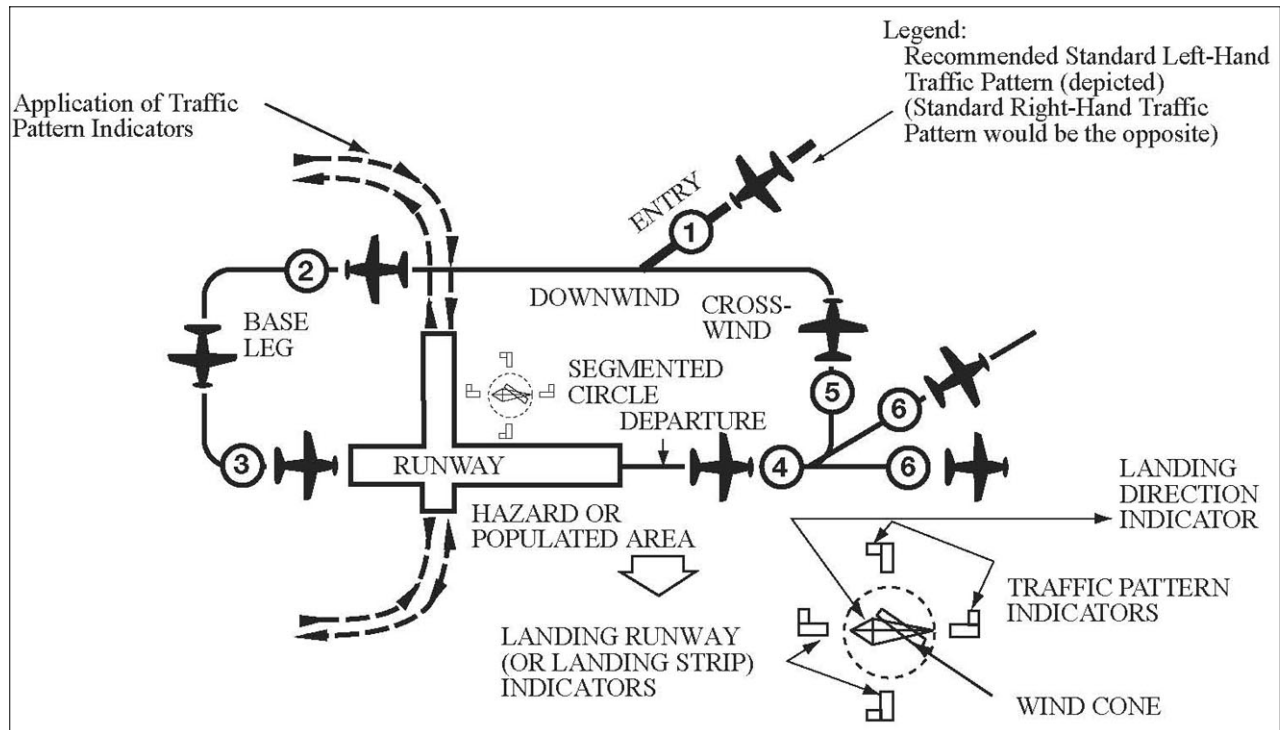 Legend:
Recommended Standard Left-Hand
Traffic Pattern (depicted)
(Standard Right-Hand Traffic
Pattern would be the opposite)
Application of Traffic
Pattern Indicators
ENTRY
1
2
DOWNWIND
CROSS-
WIND
BASE
LEG
SEGMENTED
CIRCLE
5
6
DEPARTURE
3
RUNWAY
4
6
HAZARD OR
POPULATED AREA
LANDING
DIRECTION
INDICATOR
TRAFFIC PATTERN
INDICATORS
LANDING RUNWAY
(OR LANDING STRIP)
INDICATORS
WIND CONE